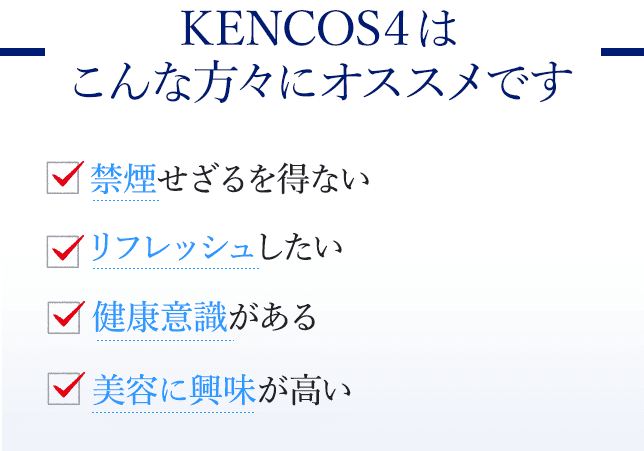 KENCOS4は
こんな方々にオススメです
禁煙せざるを得ない
リフレッシュしたい
健康意識がある
美容に興味が高い